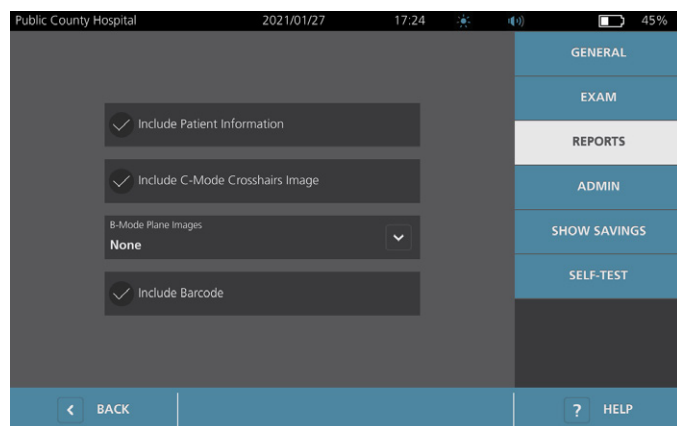 Public County Hospital 2021/01/27 17:24 45%
GENERAL
EXAM
REPORTS
ADMIN
SHOW SAVINGS
SELF-TEST
Include Patient Information
Include C-Mode Crosshairs Image
B-Mode Plane Images
None
Include Barcode
BACK
? HELP